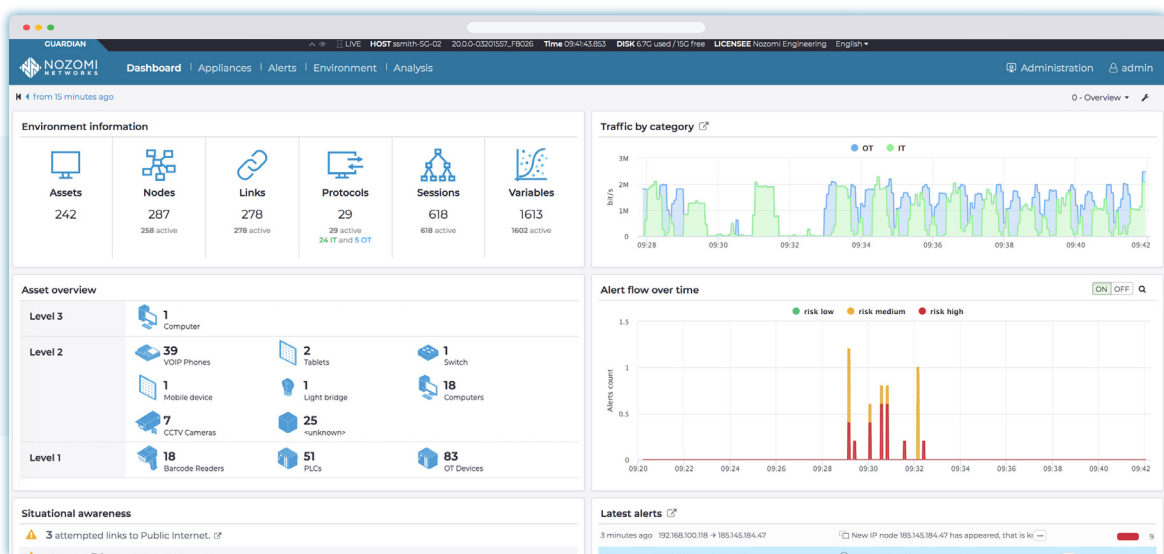 GUARDIAN
LIVE HOST ssmith-SG-02 20.0.0-03201557_F8026 Time 09:41:43.853 DISK 6.7G used / 15G free LICENSEE Nozomi Engineering English
NOZOMI
NETWORKS
Dashboard Appliances Alerts Environment Analysis Administration admin
from 15 minutes ago 0 - Overview
Environment information
Assets Nodes Links Protocols Sessions Variables
242 287 278 29 618 1613
258 active 278 active 29 active 618 active 1602 active
24 IT and 5 OT
Traffic by category
OT IT
3M
2M
1M
0
bit/s
09:28 09:30 09:32 09:34 09:36 09:38 09:40 09:42
Asset overview
Level 3
1
Computer
Level 2
39 2 1
VOIP Phones Tablets Switch
1 1 18
Mobile device Light bridge Computers
7 25
CCTV Cameras <unknown>
Level 1
18 51 83
Barcode Readers PLCs OT Devices
Alert flow over time
ON OFF
risk low risk medium risk high
1.5
1
0.5
0
Alerts count
09:20 09:22 09:24 09:26 09:28 09:30 09:32 09:34 09:36 09:38 09:40 09:42
Situational awareness
3 attempted links to Public Internet.
Latest alerts
3 minutes ago 192.168.100.118 → 185.145.184.47 New IP node 185.145.184.47 has appeared, that is 9